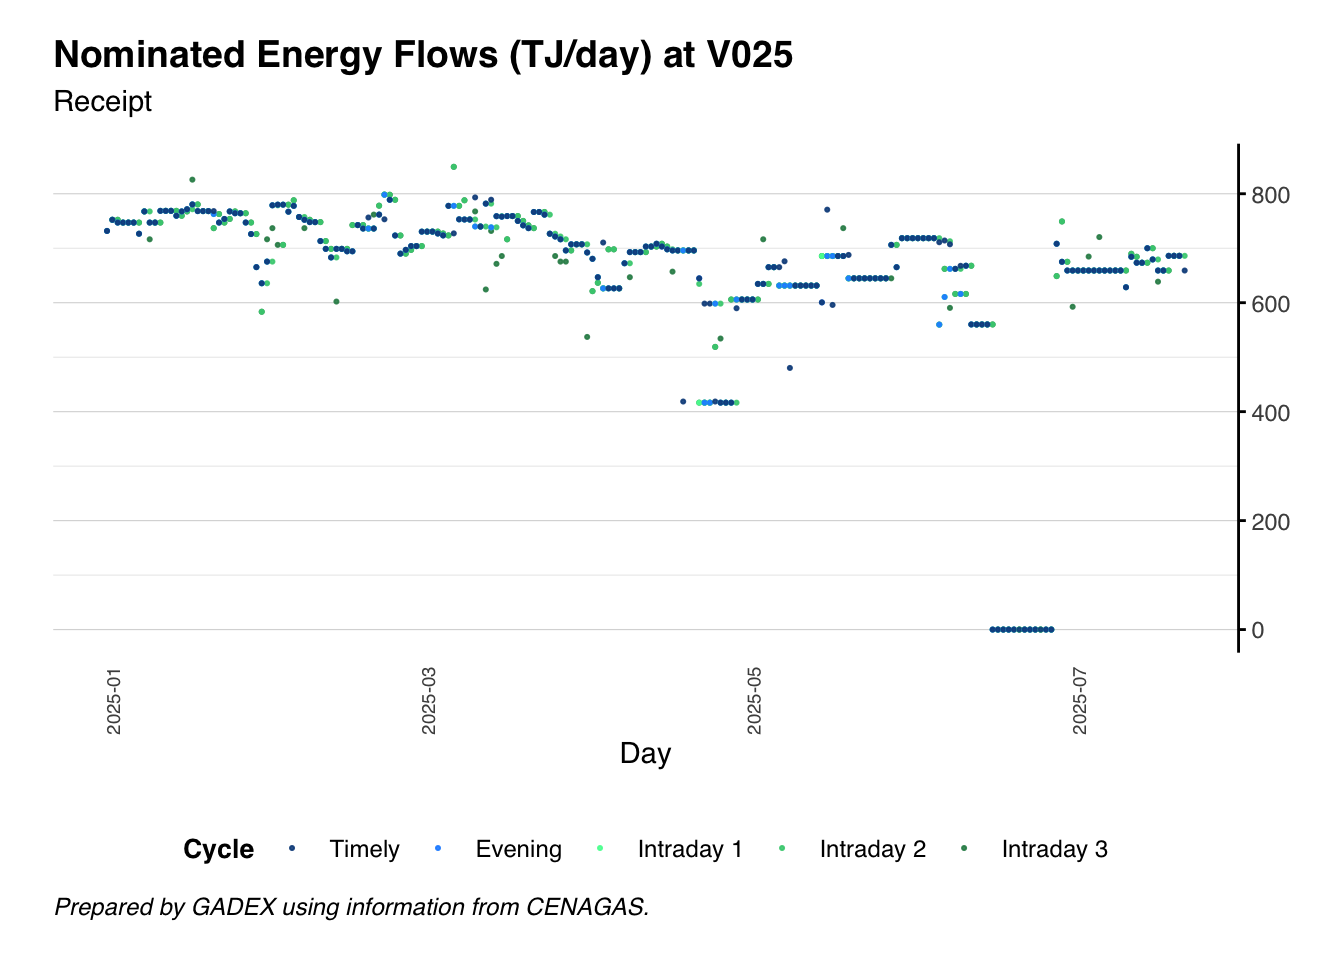 Nominated Energy Flows (TJ/day) at V025
Receipt
800
600
400
200
0
2025-01
2025-03
2025-05
2025-07
Day
Cycle Timely Evening Intraday 1 Intraday 2 Intraday 3
Prepared by GADEX using information from CENAGAS.